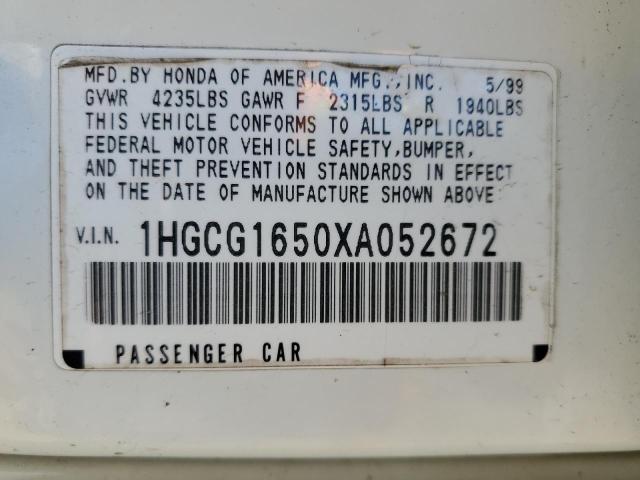 MFD.BY HONDA OF AMERICA MFG.,INC. 5/99
GVWR 4235LBS GAWR F 2315LBS R 1940LBS
THIS VEHICLE CONFORMS TO ALL APPLICABLE
FEDERAL MOTOR VEHICLE SAFETY,BUMPER,
AND THEFT PREVENTION STANDARDS IN EFFECT
ON THE DATE OF MANUFACTURE SHOWN ABOVE.
V.I.N. 1HGCG1650XA052672
PASSENGER CAR